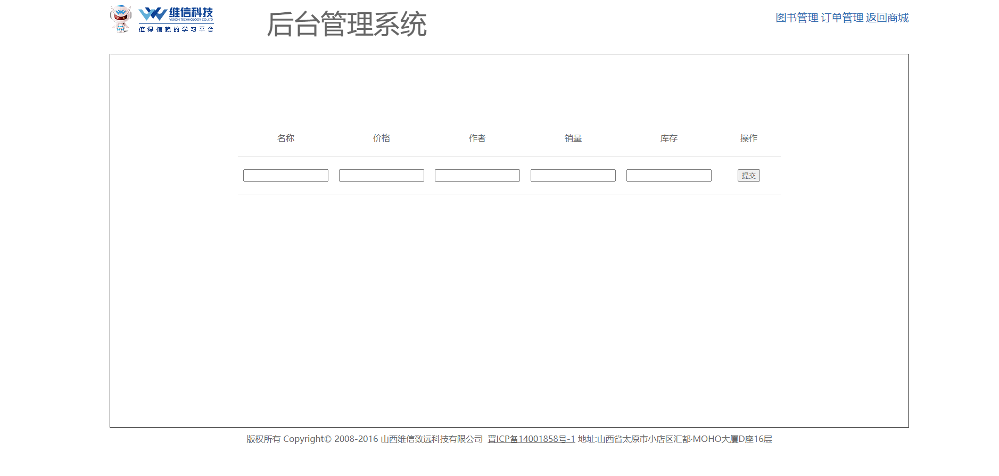 维信科技
VISION TECHNOLOGY CO.,LTD
值得信赖的学习平台
后台管理系统
图书管理 订单管理 返回商城
名称 价格 作者 销量 库存 操作
提交
版权所有 Copyright© 2008-2016 山西维信致远科技有限公司 晋ICP备14001858号-1 地址:山西省太原市小店区汇都·MOHO大厦D座16层